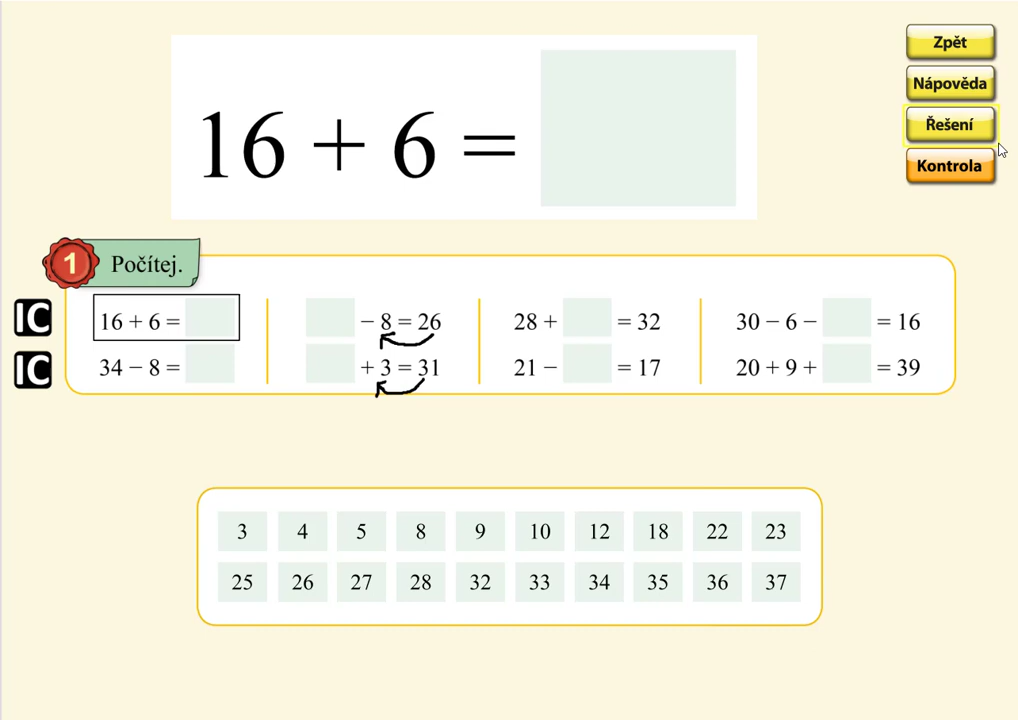 Zpět
Nápověda
Řešení
Kontrola
16 + 6 =
1 Počítej.
IC 16 + 6 = − 8 = 26 28 + = 32 30 − 6 − = 16
IC 34 − 8 = + 3 = 31 21 − = 17 20 + 9 + = 39
3 4 5 8 9 10 12 18 22 23
25 26 27 28 32 33 34 35 36 37